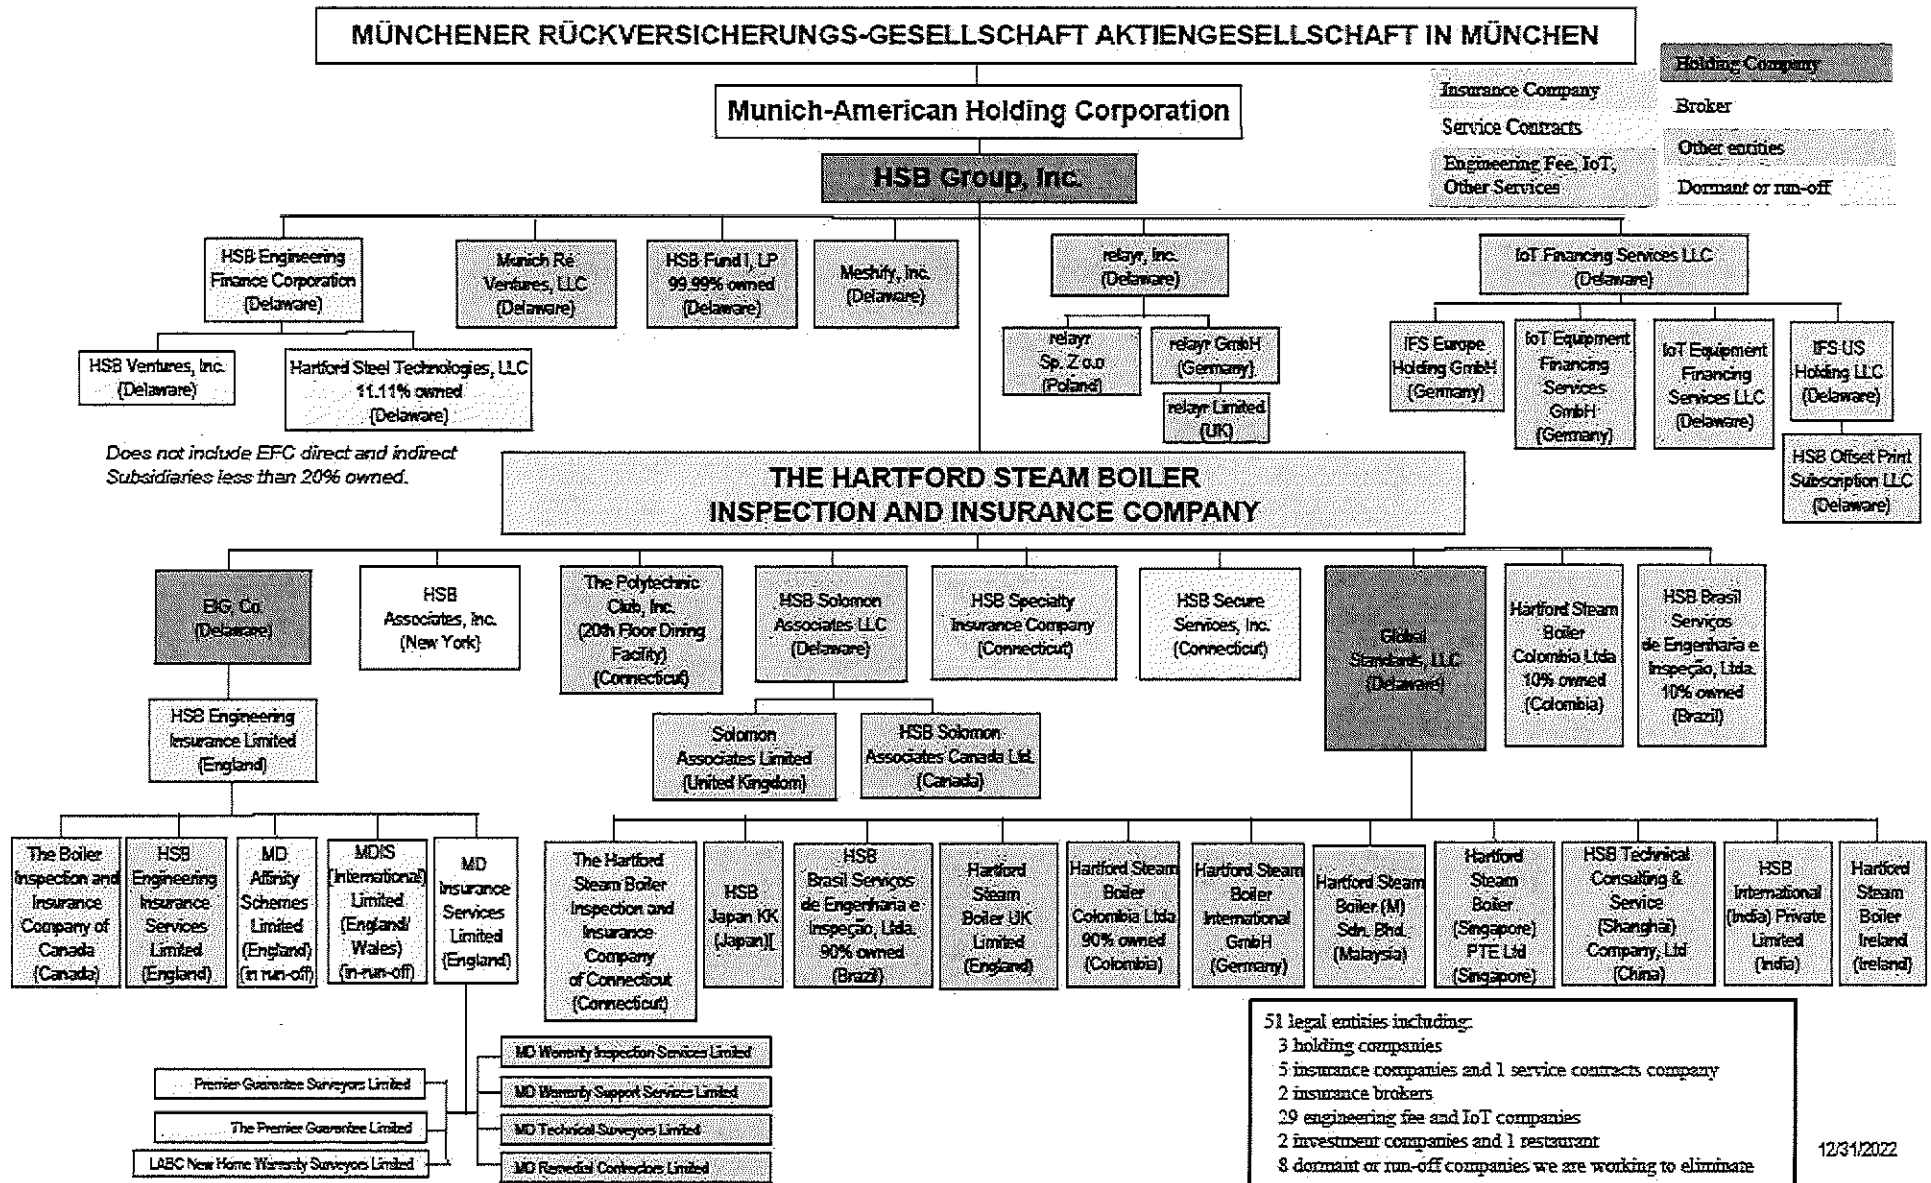 MÜNCHENER RÜCKVERSICHERUNGS-GESELLSCHAFT AKTIENGESELLSCHAFT IN MÜNCHEN
Munich-American Holding Corporation
HSB Group, Inc.
Insurance Company
Service Contracts
Engineering Fee, IoT,
Other Services
Holding Company
Broker
Other entities
Dormant or run-off
HSB Engineering
Finance Corporation
(Delaware)
Munich Re
Ventures, LLC
(Delaware)
HSB Fund I, LP
99.99% owned
(Delaware)
Meshify, Inc.
(Delaware)
relayr, Inc.
(Delaware)
IoT Financing Services LLC
(Delaware)
HSB Ventures, Inc.
(Delaware)
Hartford Steel Technologies, LLC
11.11% owned
(Delaware)
relayr
Sp. Z o.o
(Poland)
relayr GmbH
(Germany)
relayr Limited
(UK)
IFS Europe
Holding GmbH
(Germany)
IoT Equipment
Financing
Services
GmbH
(Germany)
IoT Equipment
Financing
Services LLC
(Delaware)
IFS-US
Holding LLC
(Delaware)
HSB Offset Print
Subscription LLC
(Delaware)
Does not include EFC direct and indirect
Subsidiaries less than 20% owned.
THE HARTFORD STEAM BOILER
INSPECTION AND INSURANCE COMPANY
EIG, Co
(Delaware)
HSB
Associates, Inc.
(New York)
The Polytechnic
Club, Inc.
(20th Floor Dining
Facility)
(Connecticut)
HSB Solomon
Associates LLC
(Delaware)
HSB Specialty
Insurance Company
(Connecticut)
HSB Secure
Services, Inc.
(Connecticut)
Global
Standards, LLC
(Delaware)
Hartford Steam
Boiler
Colombia Ltda
10% owned
(Colombia)
HSB Brasil
Serviços
de Engenharia e
Inspeção, Ltda.
10% owned
(Brazil)
HSB Engineering
Insurance Limited
(England)
Solomon
Associates Limited
(United Kingdom)
HSB Solomon
Associates Canada Ltd.
(Canada)
The Boiler
Inspection and
Insurance
Company of
Canada
(Canada)
HSB
Engineering
Insurance
Services
Limited
(England)
MD
Affinity
Schemes
Limited
(England)
(in run-off)
MDIS
(International)
Limited
(England/
Wales)
(in-run-off)
MD
Insurance
Services
Limited
(England)
The Hartford
Steam Boiler
Inspection and
Insurance
Company
of Connecticut
(Connecticut)
HSB
Japan KK
(Japan)[
HSB
Brasil Serviços
de Engenharia e
Inspeção, Ltda.
90% owned
(Brazil)
Hartford
Steam
Boiler UK
Limited
(England)
Hartford Steam
Boiler
Colombia Ltda
90% owned
(Colombia)
Hartford Steam
Boiler
International
GmbH
(Germany)
Hartford Steam
Boiler (M)
Sdn. Bhd.
(Malaysia)
Hartford
Steam
Boiler
(Singapore)
PTE Ltd
(Singapore)
HSB Technical
Consulting &
Service
(Shanghai)
Company, Ltd
(China)
HSB
International
(India) Private
Limited
(India)
Hartford
Steam
Boiler
Ireland
(Ireland)
MD Warranty Inspection Services Limited
Premier Guarantee Surveyors Limited
MD Warranty Support Services Limited
The Premier Guarantee Limited
MD Technical Surveyors Limited
LABC New Home Warranty Surveyors Limited
MD Remedial Contractors Limited
51 legal entities including:
3 holding companies
5 insurance companies and 1 service contracts company
2 insurance brokers
29 engineering fee and IoT companies
2 investment companies and 1 restaurant
8 dormant or run-off companies we are working to eliminate
12/31/2022